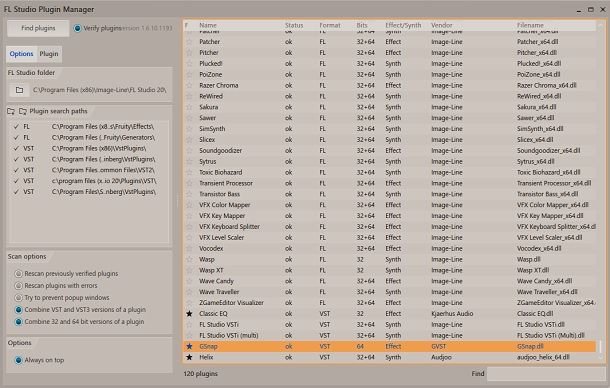 FL Studio Plugin Manager
Find plugins
Verify plugins
version 1.6.10.1193
Options Plugin
FL Studio folder
C:\Program Files (x86)\Image-Line\FL Studio 20\
Plugin search paths
FL C:\Program Files (x8..s\Fruity\Effects\
FL C:\Program Files (.Fruity\Generators\
VST C:\Program Files (x86)\VstPlugins\
VST C:\Program Files (..inberg\VstPlugins\
VST C:\Program Files ..ommon Files\VST2\
VST c:\program files (x..io 20\Plugins\VST\
VST C:\Program Files\S..nberg\VstPlugins\
Scan options
Rescan previously verified plugins
Rescan plugins with errors
Try to prevent popup windows
Combine VST and VST3 versions of a plugin
Combine 32 and 64 bit versions of a plugin
Options
Always on top
F Name Status Format Bits Effect/Synth Vendor Filename
Patcher ok FL 32+64 Effect Image-Line Patcher_x64.dll
Pitcher ok FL 32+64 Effect Image-Line Pitcher_x64.dll
Plucked! ok FL 32+64 Synth Image-Line Plucked!_x64.dll
PoiZone ok FL 32+64 Synth Image-Line PoiZone_x64.dll
Razer Chroma ok FL 32+64 Effect Image-Line Razer Chroma_x64.dll
ReWired ok FL 32+64 Synth Image-Line ReWired_x64.dll
Sakura ok FL 32+64 Synth Image-Line Sakura_x64.dll
Sawer ok FL 32+64 Synth Image-Line Sawer_x64.dll
SimSynth ok FL 32+64 Synth Image-Line SimSynth_x64.dll
Slicex ok FL 32+64 Synth Image-Line Slicex_x64.dll
Soundgoodizer ok FL 32+64 Effect Image-Line Soundgoodizer_x64.dll
Sytrus ok FL 32+64 Synth Image-Line Sytrus_x64.dll
Toxic Biohazard ok FL 32+64 Synth Image-Line Toxic Biohazard_x64.dll
Transient Processor ok FL 32+64 Effect Image-Line Transient Processor_x64.dll
Transistor Bass ok FL 32+64 Synth Image-Line Transistor Bass_x64.dll
VFX Color Mapper ok FL 32+64 Synth Image-Line VFX Color Mapper_x64.dll
VFX Key Mapper ok FL 32+64 Synth Image-Line VFX Key Mapper_x64.dll
VFX Keyboard Splitter ok FL 32+64 Synth Image-Line VFX Keyboard Splitter_x64.dll
VFX Level Scaler ok FL 32+64 Synth Image-Line VFX Level Scaler_x64.dll
Vocodex ok FL 32+64 Effect Image-Line Vocodex_x64.dll
Wasp ok FL 32 Synth Image-Line Wasp.dll
Wasp XT ok FL 32 Synth Image-Line Wasp XT.dll
Wave Candy ok FL 32+64 Effect Image-Line Wave Candy_x64.dll
Wave Traveller ok FL 32+64 Effect Image-Line Wave Traveller_x64.dll
ZGameEditor Visualizer ok FL 32+64 Effect Image-Line ZGameEditor Visualizer_x64.dll
Classic EQ ok VST 32 Effect Kjaerhus Audio Classic EQ.dll
FL Studio VSTi ok VST 32+64 Synth Image-Line FL Studio VSTi.dll
FL Studio VSTi (multi) ok VST 32+64 Synth Image-Line FL Studio VSTi (Multi).dll
GSnap ok VST 64 Effect GVST GSnap.dll
Helix ok VST 32+64 Synth Audjoo audjoo_helix_64.dll
120 plugins
Find